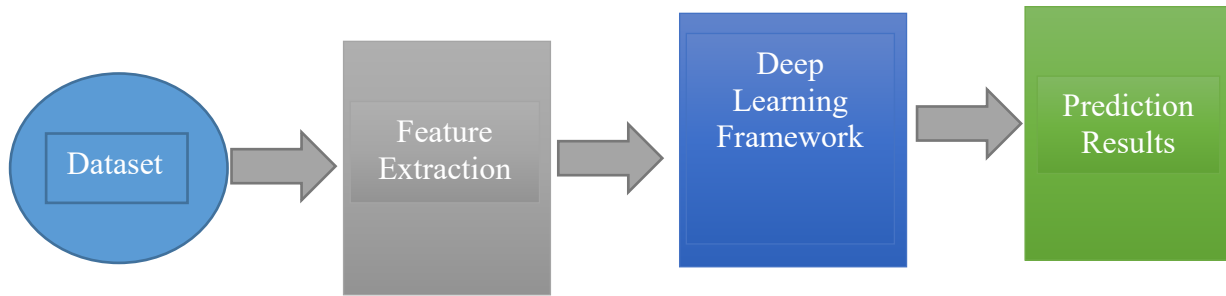 Dataset
Feature
Extraction
Deep
Learning
Framework
Prediction
Results